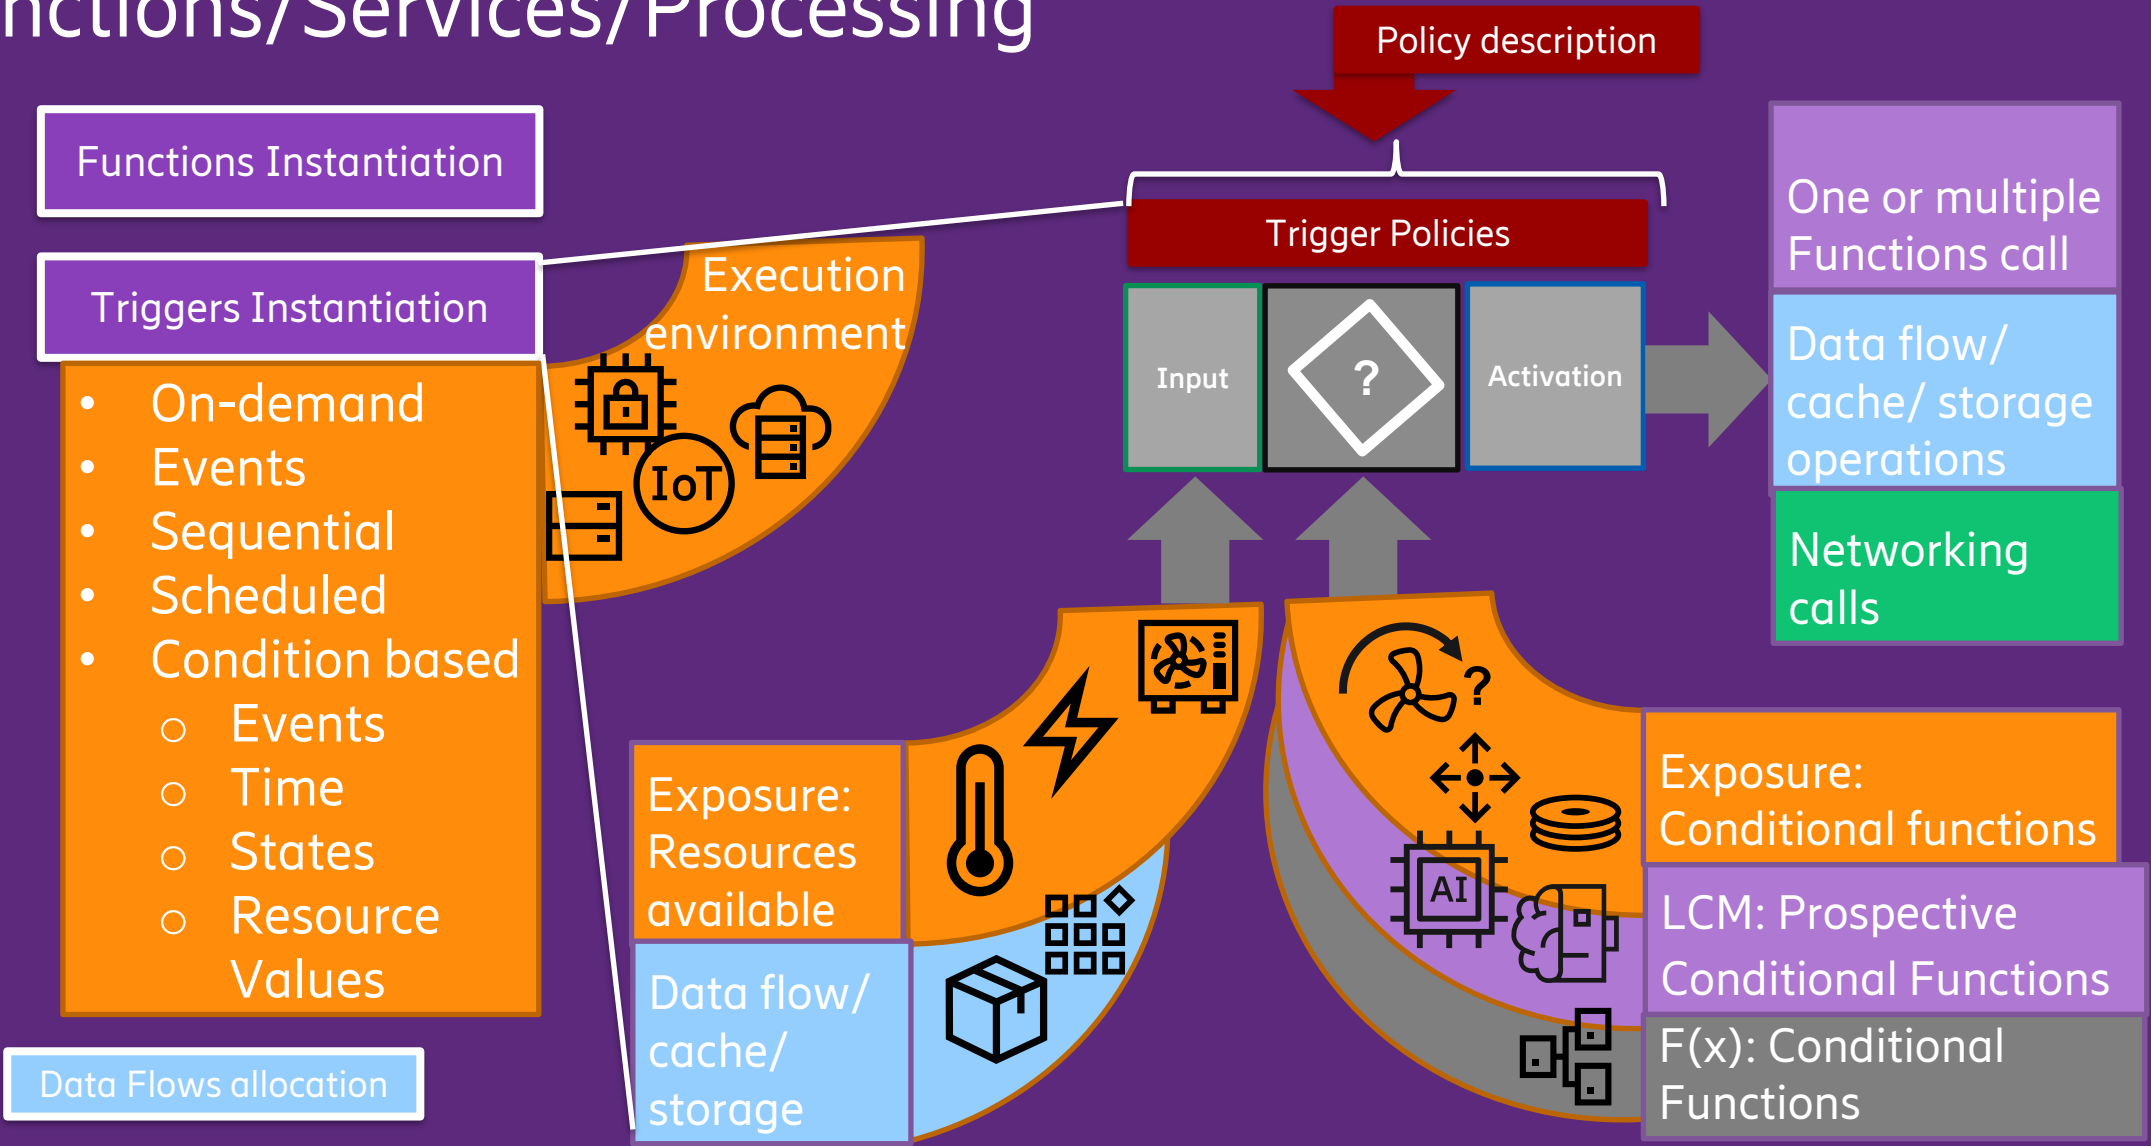 nctions/Services/Processing
Policy description
Functions Instantiation
Triggers Instantiation
• On-demand
• Events
• Sequential
• Scheduled
• Condition based
o Events
o Time
o States
o Resource
Values
Data Flows allocation
Execution
environment
IoT
Trigger Policies
Input
?
Activation
One or multiple
Functions call
Data flow/
cache/ storage
operations
Networking
calls
Exposure:
Resources
available
Data flow/
cache/
storage
?
AI
Exposure:
Conditional functions
LCM: Prospective
Conditional Functions
F(x): Conditional
Functions